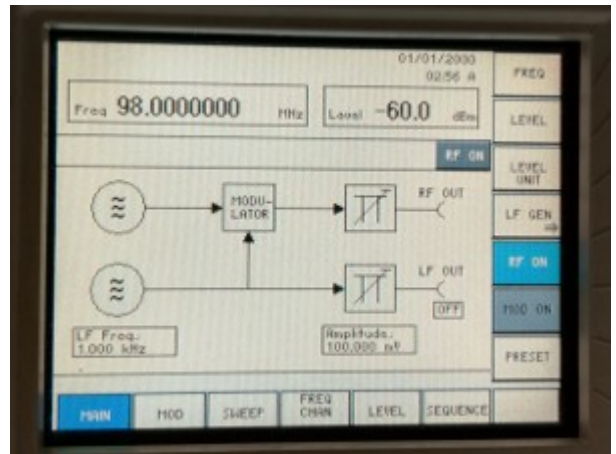 01/01/2000
02:56 A
Freq 98.0000000 MHz
Level -60.0 dBm
RF ON
MODU-
LATOR
RF OUT
LF OUT
OFF
LF Freq.:
1.000 kHz
Amplitude:
100.000 mV
FREQ
LEVEL
LEVEL
UNIT
LF GEN
RF ON
MOD ON
PRESET
MAIN
MOD
SWEEP
FREQ
CHAN
LEVEL
SEQUENCE